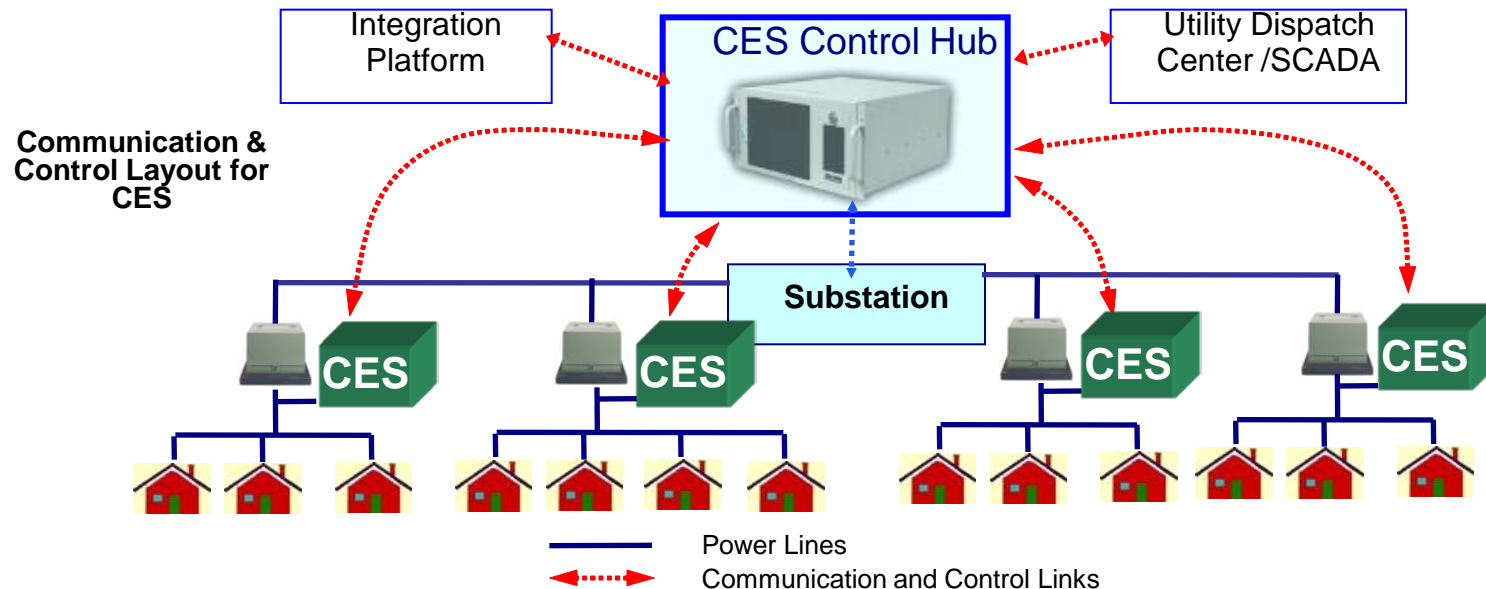 Integration
Platform
CES Control Hub
Utility Dispatch
Center /SCADA
Communication &
Control Layout for
CES
Substation
CES
CES
CES
CES
Power Lines
Communication and Control Links